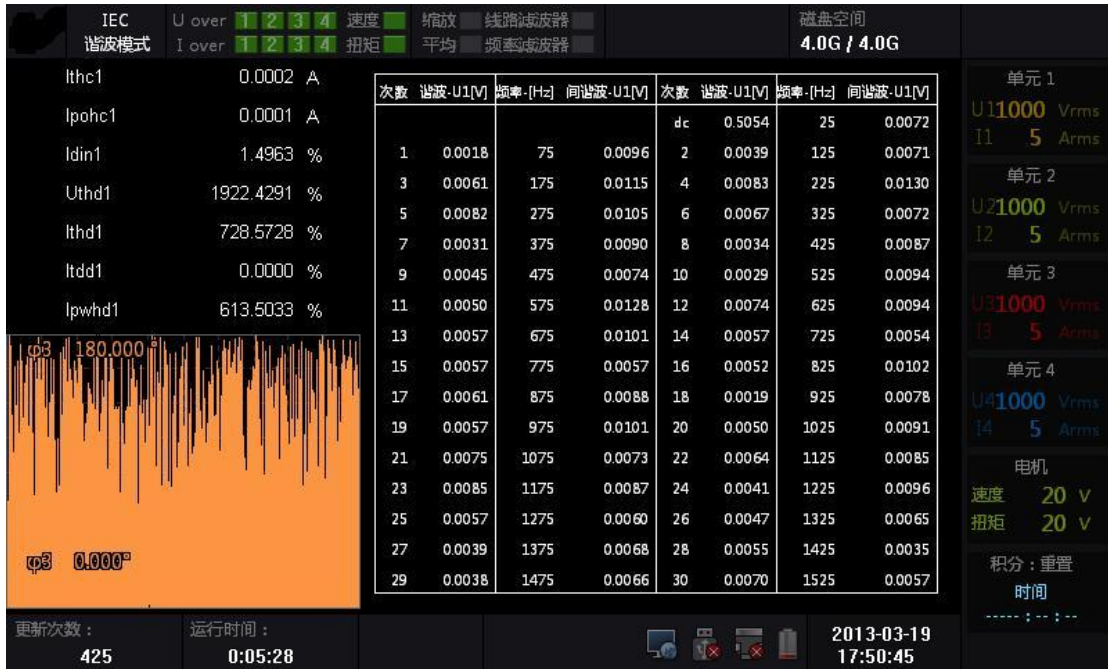 IEC
谐波模式
U over 1 2 3 4 速度
I over 1 2 3 4 扭矩
缩放 线路滤波器
平均 频率滤波器
磁盘空间
4.0G / 4.0G
Ithc1 0.0002 A
Ipohc1 0.0001 A
Idin1 1.4963 %
Uthd1 1922.4291 %
Ithd1 728.5728 %
Itdd1 0.0000 %
Ipwhd1 613.5033 %
φ3 180.000 °
φ3 0.000°
次数 谐波-U1[V] 频率-[Hz] 间谐波-U1[V] 次数 谐波-U1[V] 频率-[Hz] 间谐波-U1[V]
dc 0.5054 25 0.0072
1 0.0018 75 0.0096 2 0.0039 125 0.0071
3 0.0061 175 0.0115 4 0.0083 225 0.0130
5 0.0082 275 0.0105 6 0.0067 325 0.0072
7 0.0031 375 0.0090 8 0.0034 425 0.0087
9 0.0045 475 0.0074 10 0.0029 525 0.0094
11 0.0050 575 0.0128 12 0.0074 625 0.0094
13 0.0057 675 0.0101 14 0.0057 725 0.0054
15 0.0057 775 0.0057 16 0.0052 825 0.0102
17 0.0061 875 0.0088 18 0.0019 925 0.0078
19 0.0057 975 0.0101 20 0.0050 1025 0.0091
21 0.0075 1075 0.0073 22 0.0064 1125 0.0085
23 0.0085 1175 0.0087 24 0.0041 1225 0.0096
25 0.0057 1275 0.0060 26 0.0047 1325 0.0065
27 0.0039 1375 0.0068 28 0.0055 1425 0.0035
29 0.0038 1475 0.0066 30 0.0070 1525 0.0057
单元 1
U1 1000 Vrms
I1 5 Arms
单元 2
U2 1000 Vrms
I2 5 Arms
单元 3
U3 1000 Vrms
I3 5 Arms
单元 4
U4 1000 Vrms
I4 5 Arms
电机
速度 20 V
扭矩 20 V
积分：重置
时间
-----:--:--
更新次数：
425
运行时间：
0:05:28
2013-03-19
17:50:45